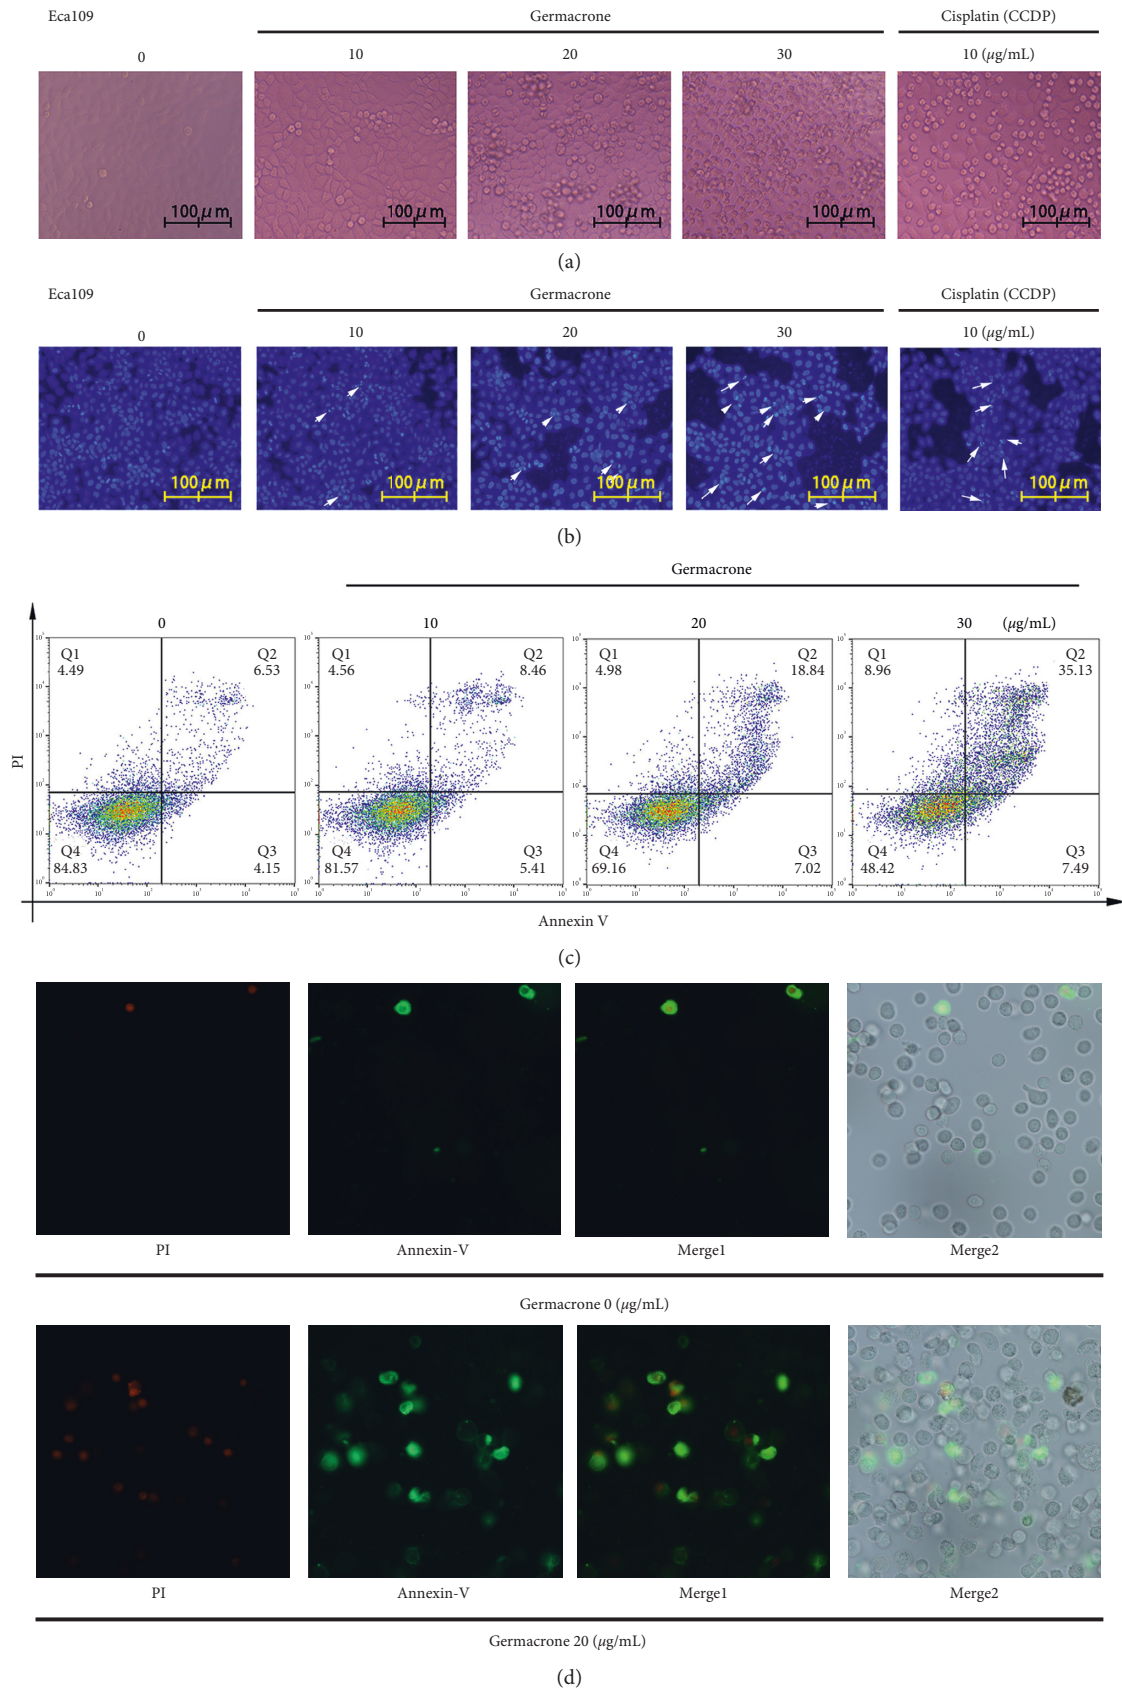 Eca109
Germacrone
Cisplatin (CCDP)
0
10
20
30
10 (μg/mL)
100 μm
100 μm
100 μm
100 μm
100 μm
(a)
Eca109
Germacrone
Cisplatin (CCDP)
0
10
20
30
10 (μg/mL)
100 μm
100 μm
100 μm
100 μm
100 μm
(b)
Germacrone
0
10
20
30 (μg/mL)
Q1 4.49
Q2 6.53
Q4 84.83
Q3 4.15
Q1 4.56
Q2 8.46
Q4 81.57
Q3 5.41
Q1 4.98
Q2 18.84
Q4 69.16
Q3 7.02
Q1 8.96
Q2 35.13
Q4 48.42
Q3 7.49
PI
Annexin V
(c)
PI
Annexin-V
Merge1
Merge2
Germacrone 0 (μg/mL)
PI
Annexin-V
Merge1
Merge2
Germacrone 20 (μg/mL)
(d)